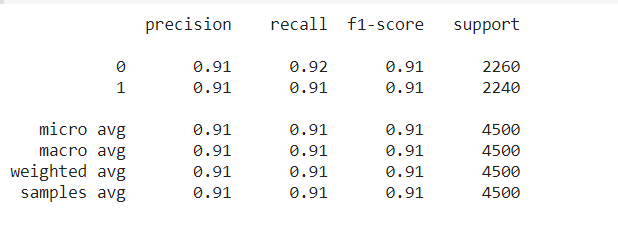 precision recall f1-score support
0 0.91 0.92 0.91 2260
1 0.91 0.91 0.91 2240
micro avg 0.91 0.91 0.91 4500
macro avg 0.91 0.91 0.91 4500
weighted avg 0.91 0.91 0.91 4500
samples avg 0.91 0.91 0.91 4500